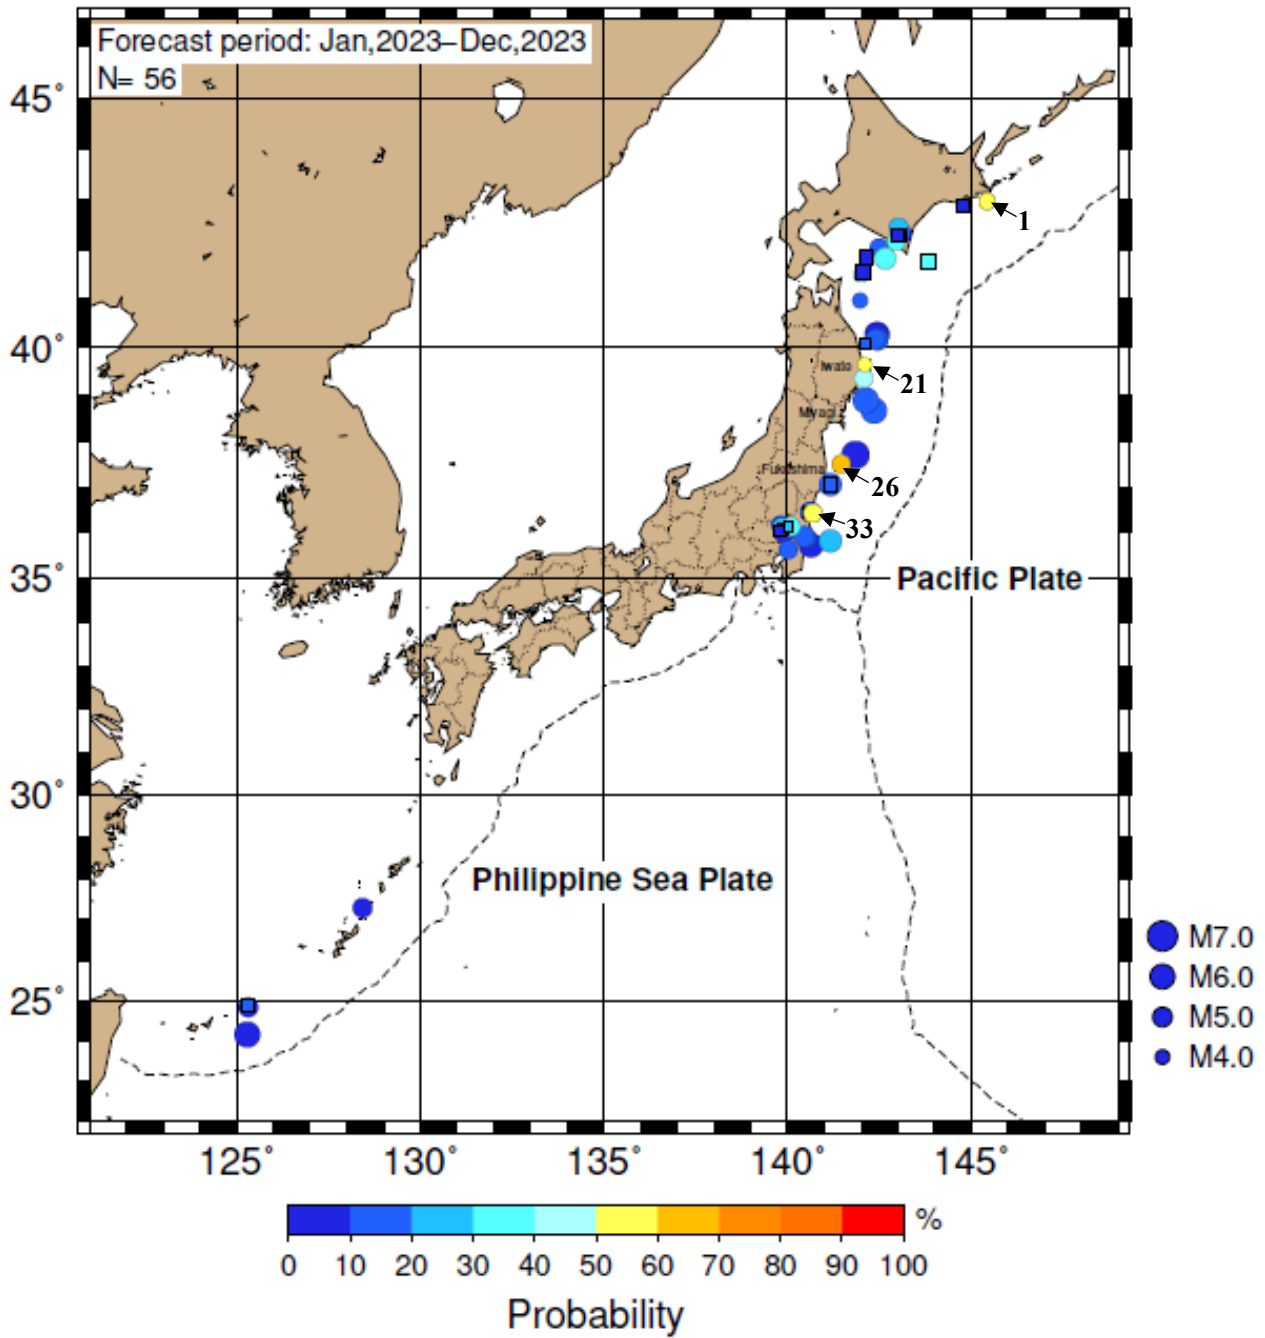 Forecast period: Jan,2023–Dec,2023
N= 56
45°
40°
35°
30°
25°
1
Iwate
21
Miyagi
Fukushima
26
33
Pacific Plate
Philippine Sea Plate
M7.0
M6.0
M5.0
M4.0
125° 130° 135° 140° 145°
%
0 10 20 30 40 50 60 70 80 90 100
Probability